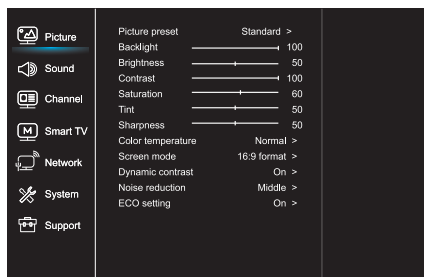 Picture
Sound
Channel
Smart TV
Network
System
Support
Picture preset Standard >
Backlight 100
Brightness 50
Contrast 100
Saturation 60
Tint 50
Sharpness 50
Color temperature Normal >
Screen mode 16:9 format >
Dynamic contrast On >
Noise reduction Middle >
ECO setting On >